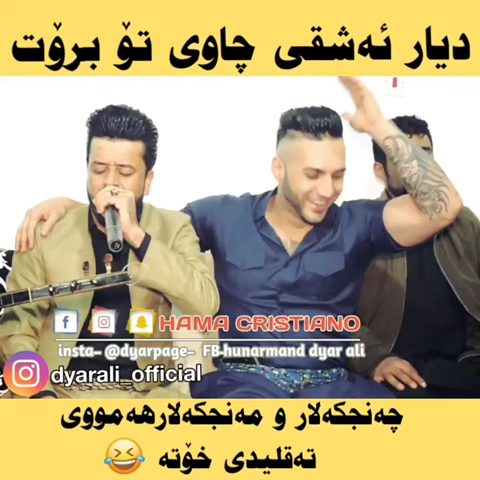 دیار ئەشقی چاوی تۆ برۆت
HAMA CRISTIANO
insta- @dyarpage- FB-hunarmand dyar ali
dyarali_official
چەنجکەلار و مەنجکەلارهەمووی
تەقلیدی خۆتە 😂